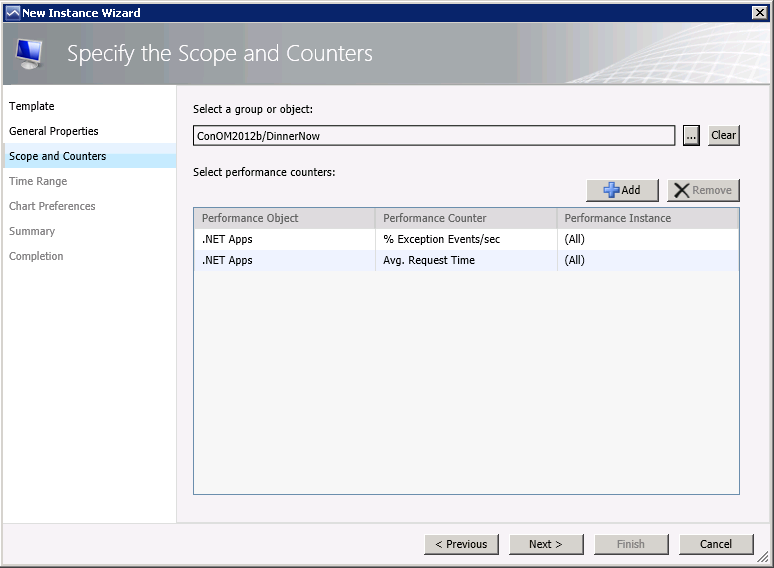 New Instance Wizard
Specify the Scope and Counters
Template
General Properties
Scope and Counters
Time Range
Chart Preferences
Summary
Completion
Select a group or object:
ConOM2012b/DinnerNow
... Clear
Select performance counters:
Add Remove
Performance Object Performance Counter Performance Instance
.NET Apps % Exception Events/sec (All)
.NET Apps Avg. Request Time (All)
< Previous Next > Finish Cancel